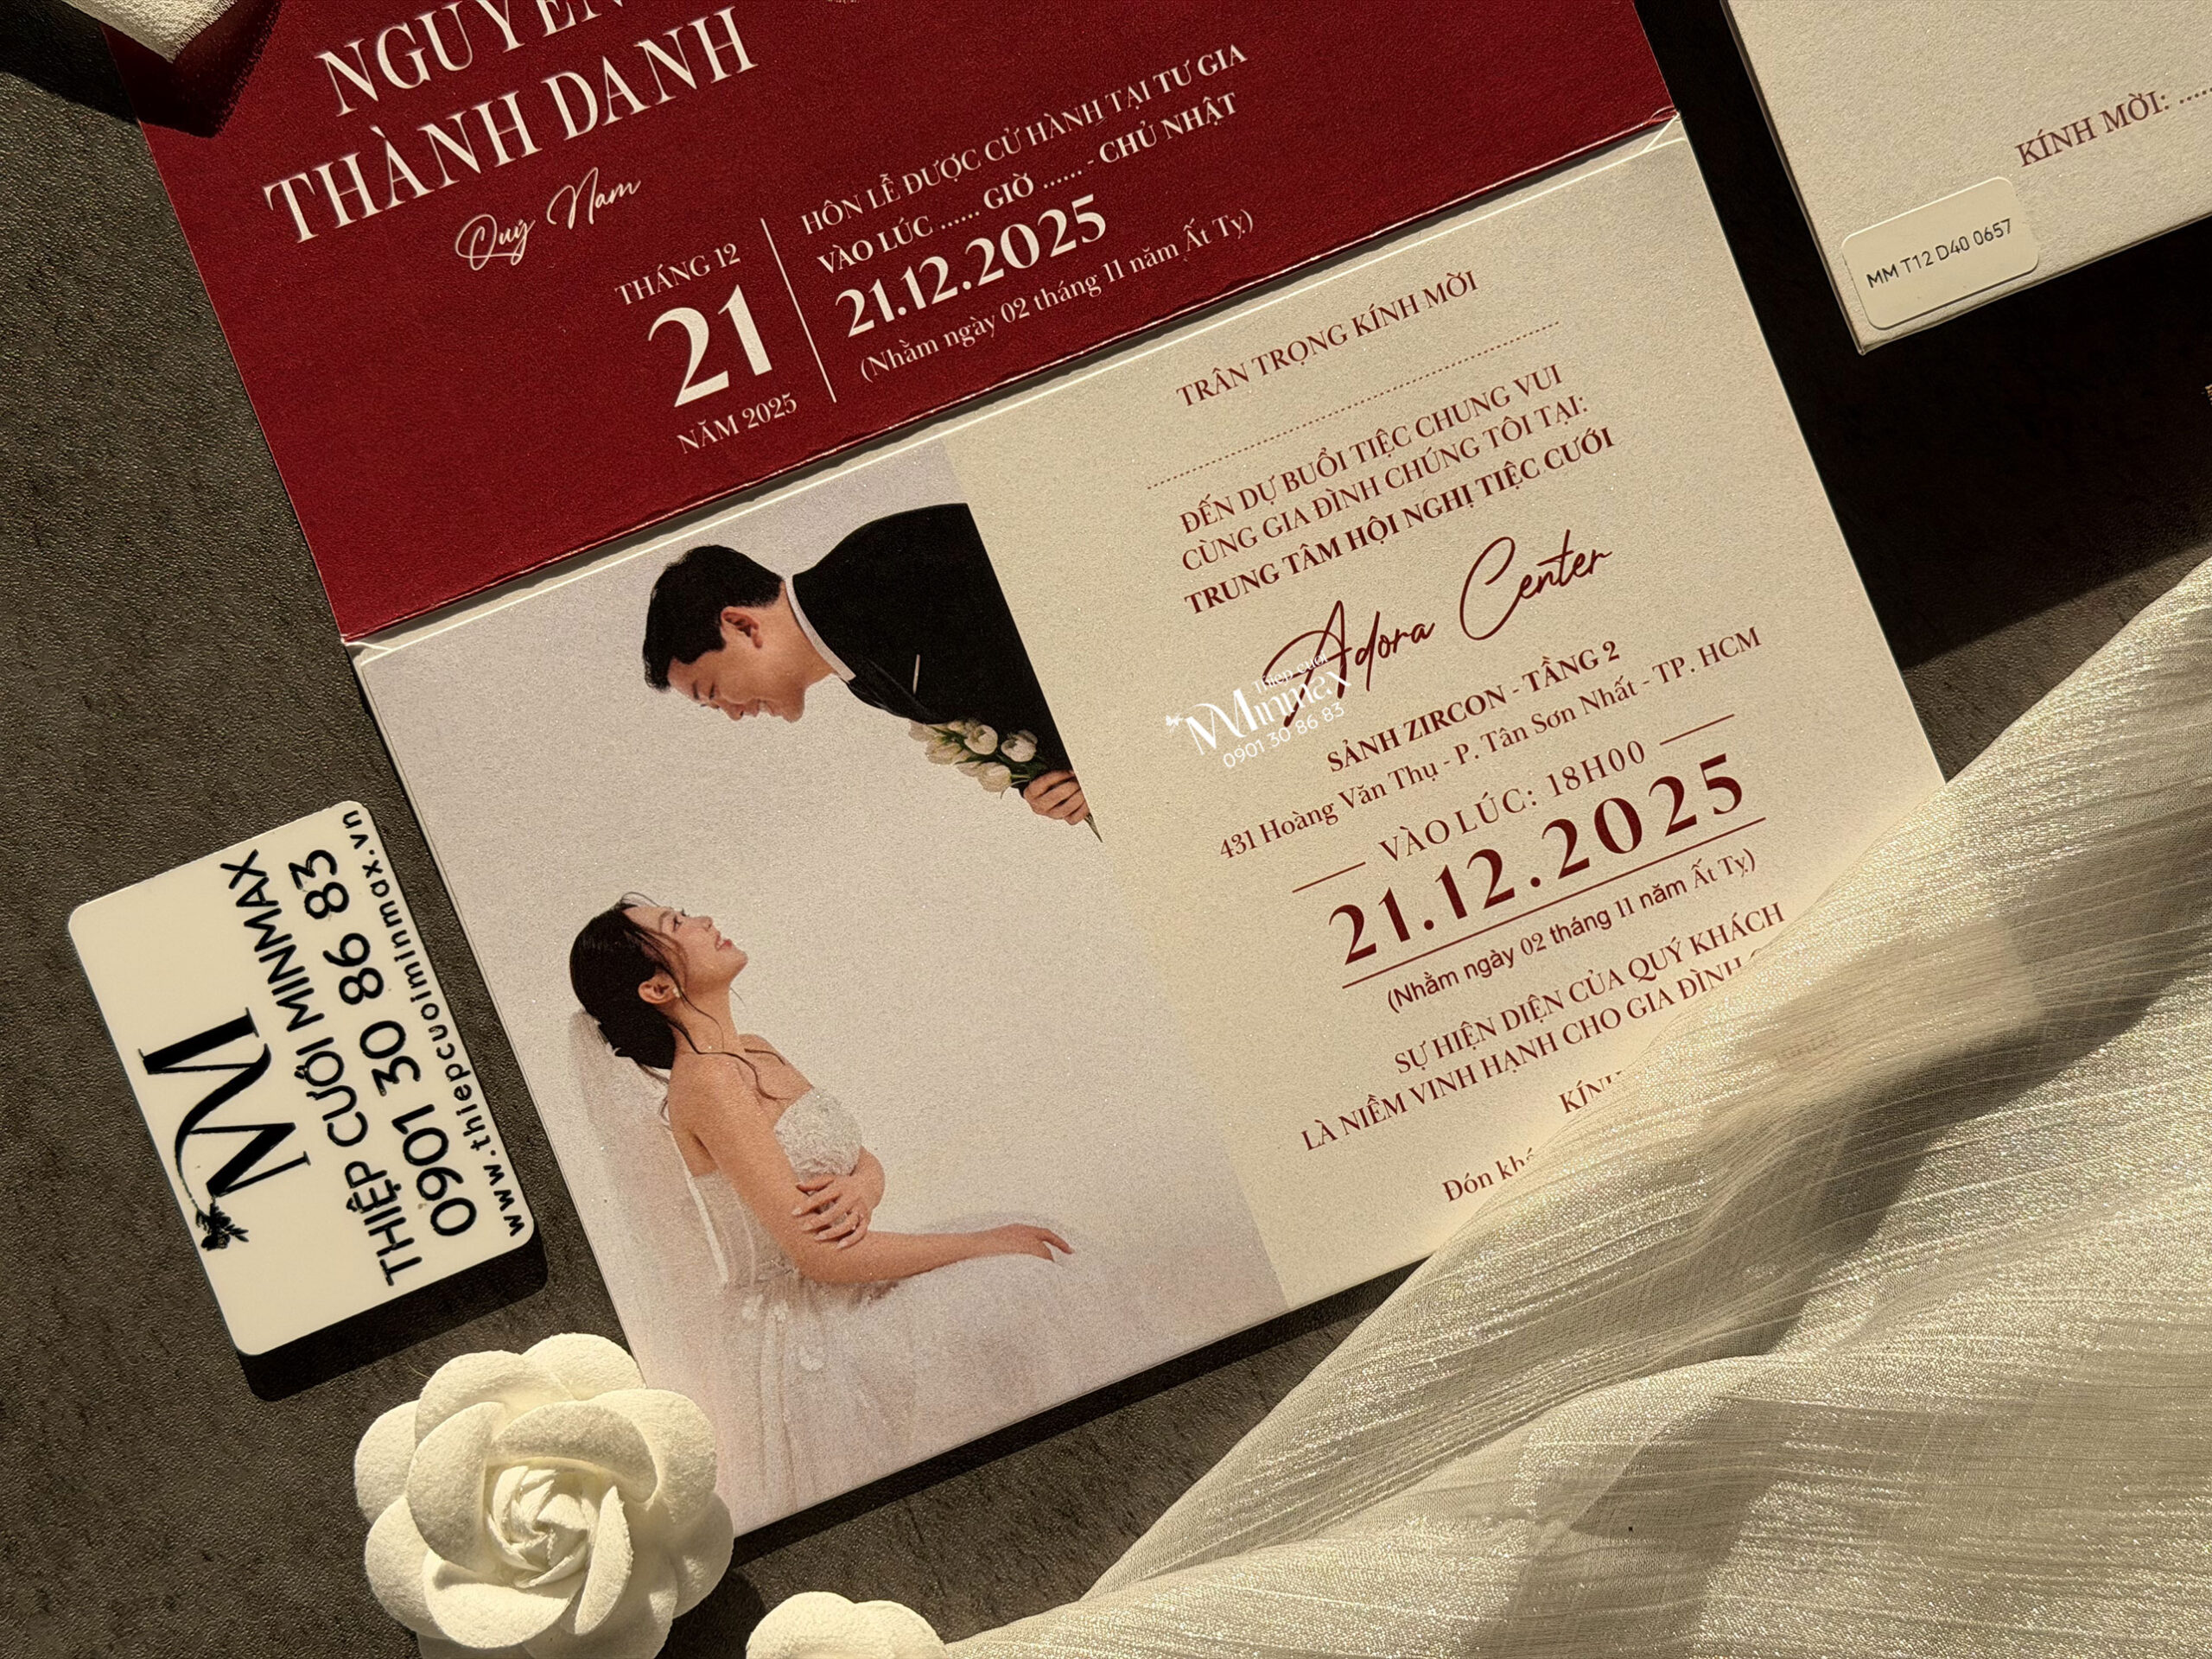 NGUYỄN
THÀNH DANH
Quý Nam
THÁNG 12
21
NĂM 2025
HÔN LỄ ĐƯỢC CỬ HÀNH TẠI TƯ GIA
VÀO LÚC ...... GIỜ ...... - CHỦ NHẬT
21.12.2025
(Nhằm ngày 02 tháng 11 năm Ất Tỵ)
TRÂN TRỌNG KÍNH MỜI
ĐẾN DỰ BUỔI TIỆC CHUNG VUI
CÙNG GIA ĐÌNH CHÚNG TÔI TẠI:
TRUNG TÂM HỘI NGHỊ TIỆC CƯỚI
Adora Center
SẢNH ZIRCON - TẦNG 2
431 Hoàng Văn Thụ - P. Tân Sơn Nhất - TP. HCM
VÀO LÚC: 18H00
21.12.2025
(Nhằm ngày 02 tháng 11 năm Ất Tỵ)
SỰ HIỆN DIỆN CỦA QUÝ KHÁCH
LÀ NIỀM VINH HẠNH CHO GIA ĐÌNH
Đón
Thiệp cưới
Minmax
0901 30 86 83
KÍNH MỜI: .....
MM T12 D40 0657
M
THIỆP CƯỚI MINMAX
0901 30 86 83
www.thiepcuoiminmax.vn